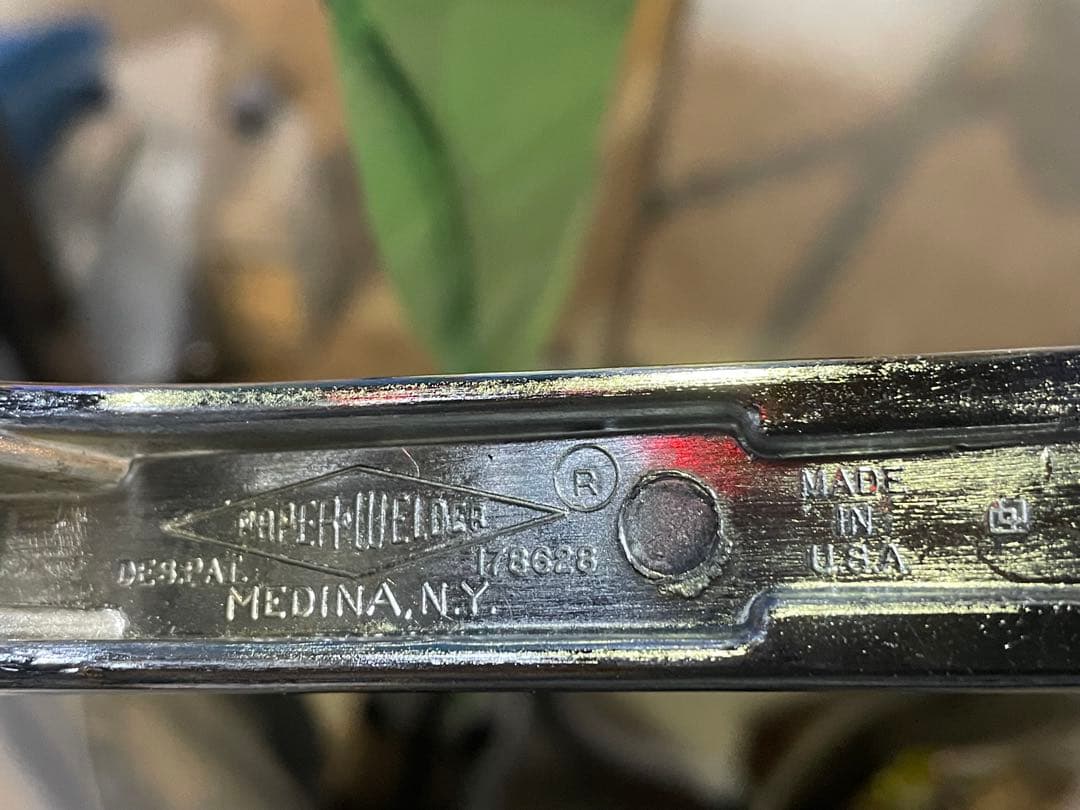 PAPER-WELDER
®
DES.PAT. 178628
MEDINA, N.Y.
MADE
IN
U.S.A